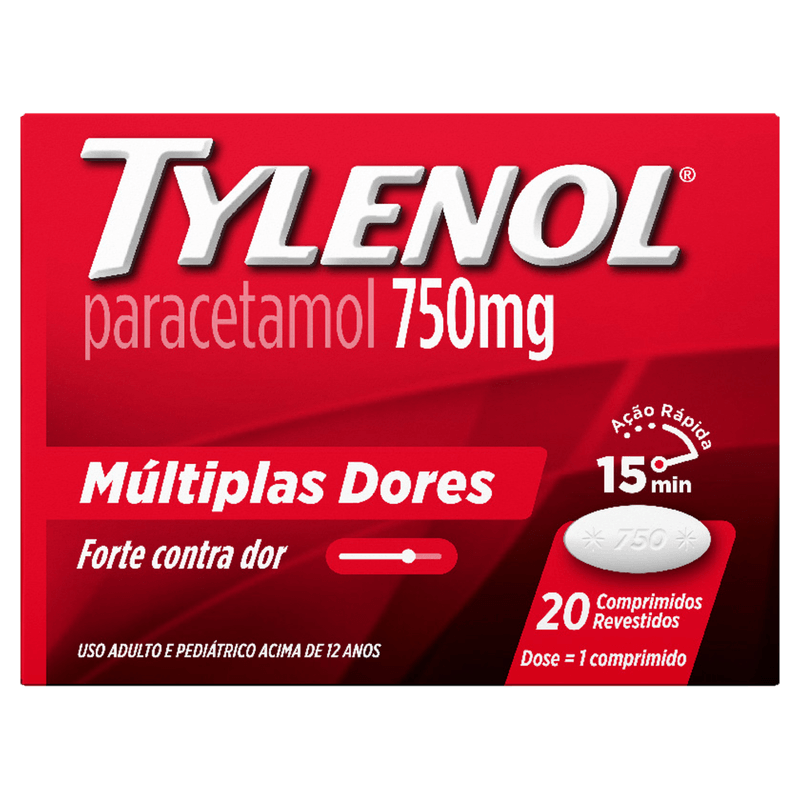 TYLENOL®
paracetamol 750mg
Ação Rápida
15 min
Múltiplas Dores
Forte contra dor
750
20 Comprimidos
Revestidos
Dose = 1 comprimido
USO ADULTO E PEDIÁTRICO ACIMA DE 12 ANOS